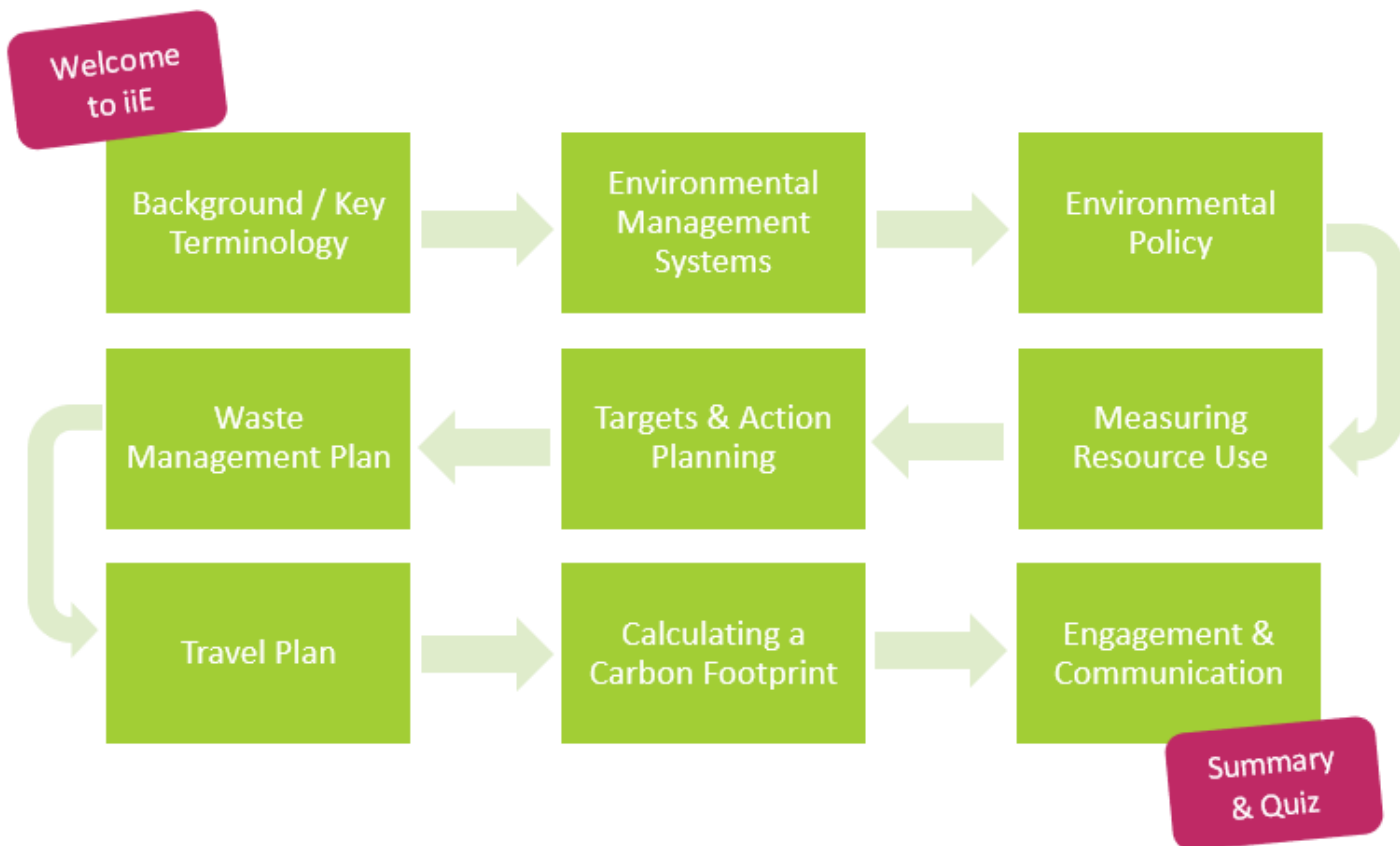 Welcome
to iiE
Background / Key
Terminology
Environmental
Management
Systems
Environmental
Policy
Measuring
Resource Use
Targets & Action
Planning
Waste
Management Plan
Travel Plan
Calculating a
Carbon Footprint
Engagement &
Communication
Summary
& Quiz